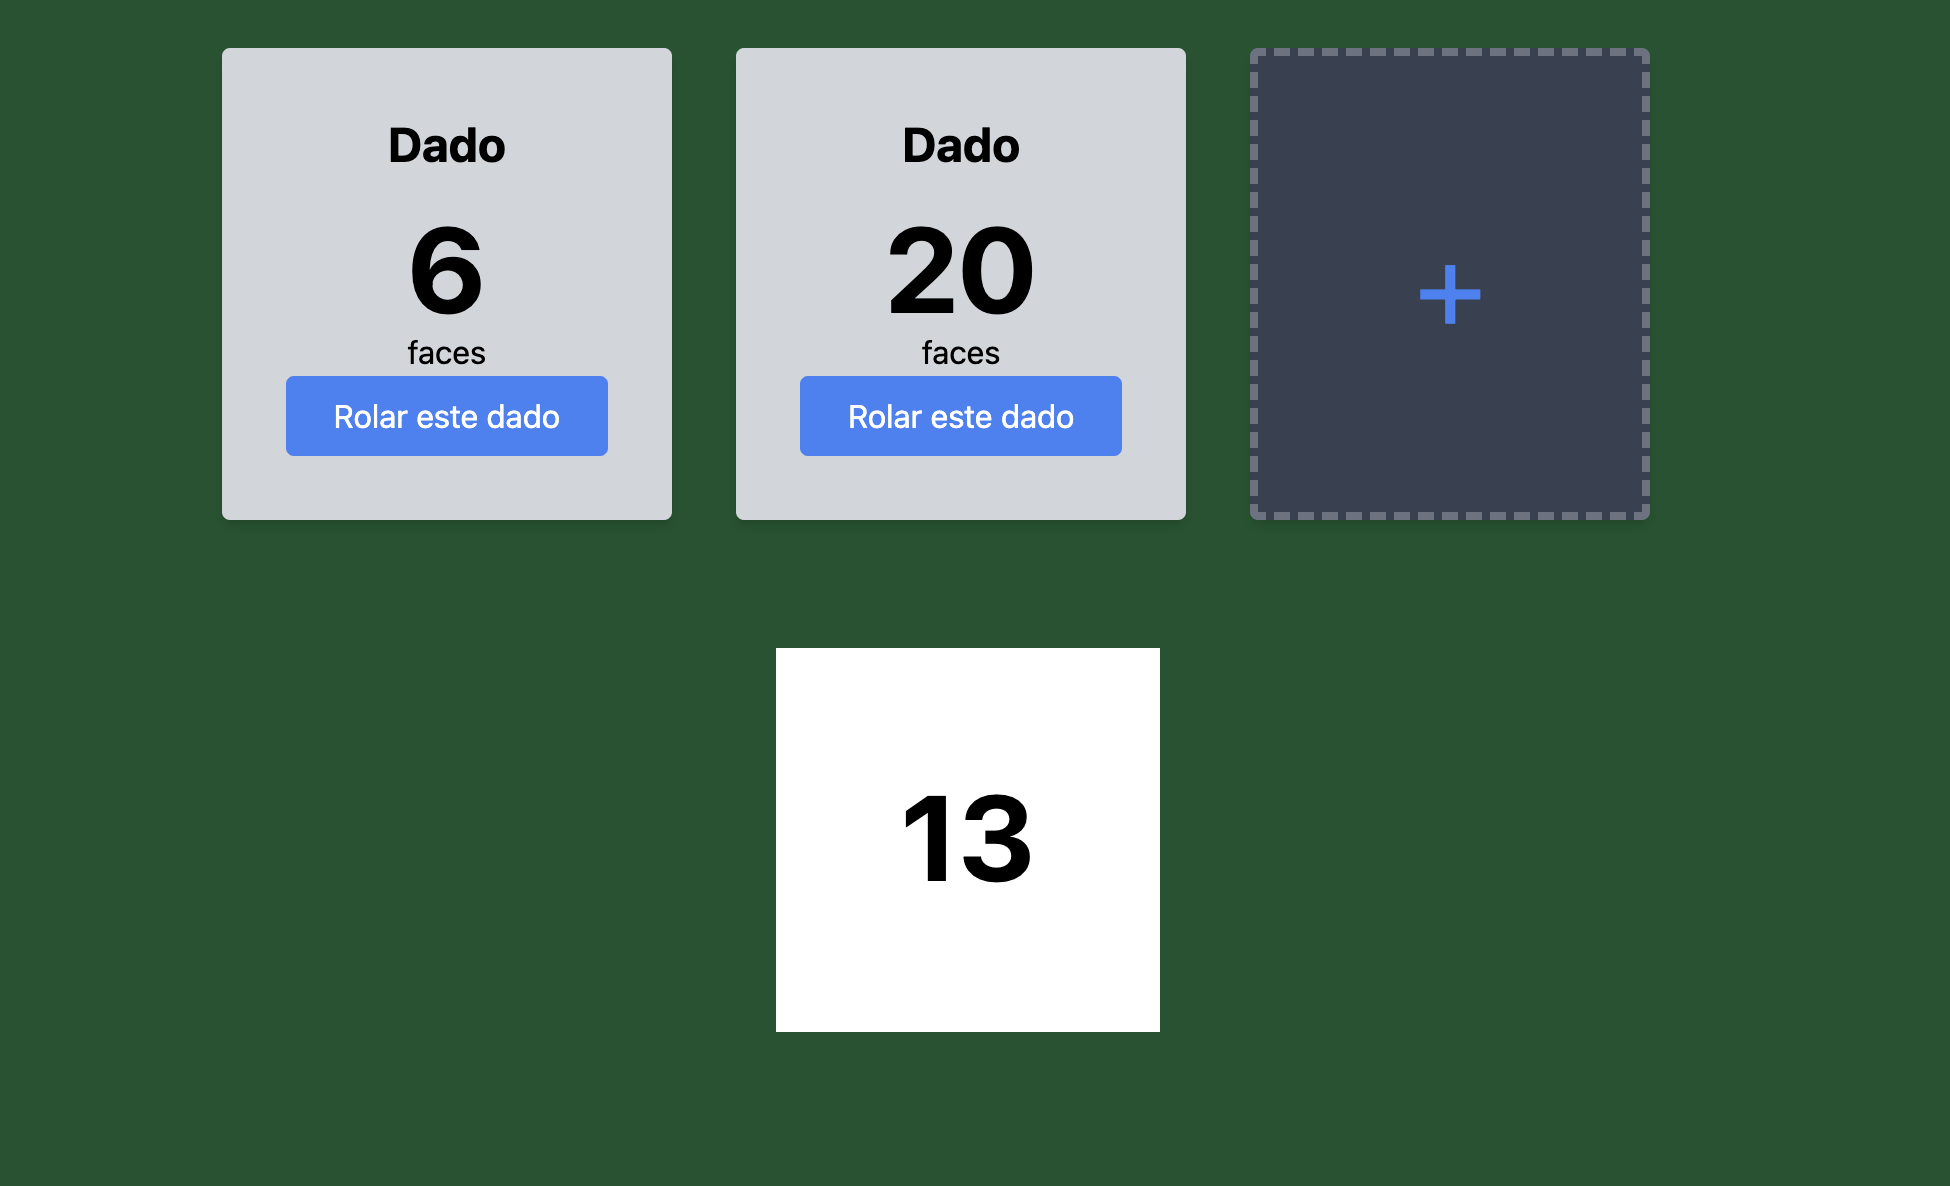 Dado
6
faces
Rolar este dado
Dado
20
faces
Rolar este dado
+
13